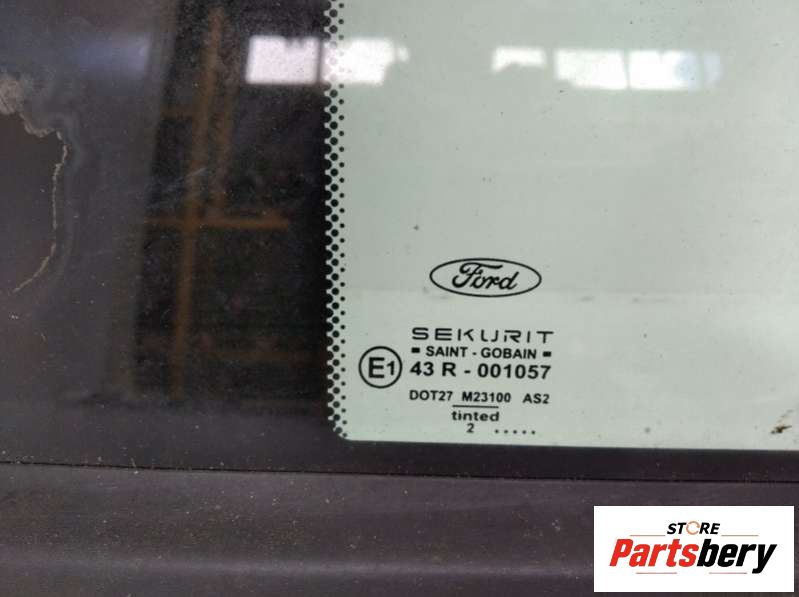 Ford
SEKURIT
SAINT - GOBAIN
E1 43 R - 001057
DOT27 M23100 AS2
tinted
2 .....
STORE
Partsbery